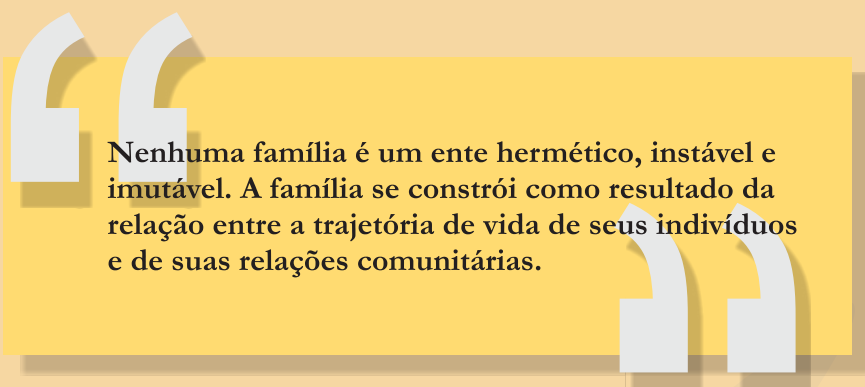 Nenhuma família é um ente hermético, instável e
imutável. A família se constrói como resultado da
relação entre a trajetória de vida de seus indivíduos
e de suas relações comunitárias.